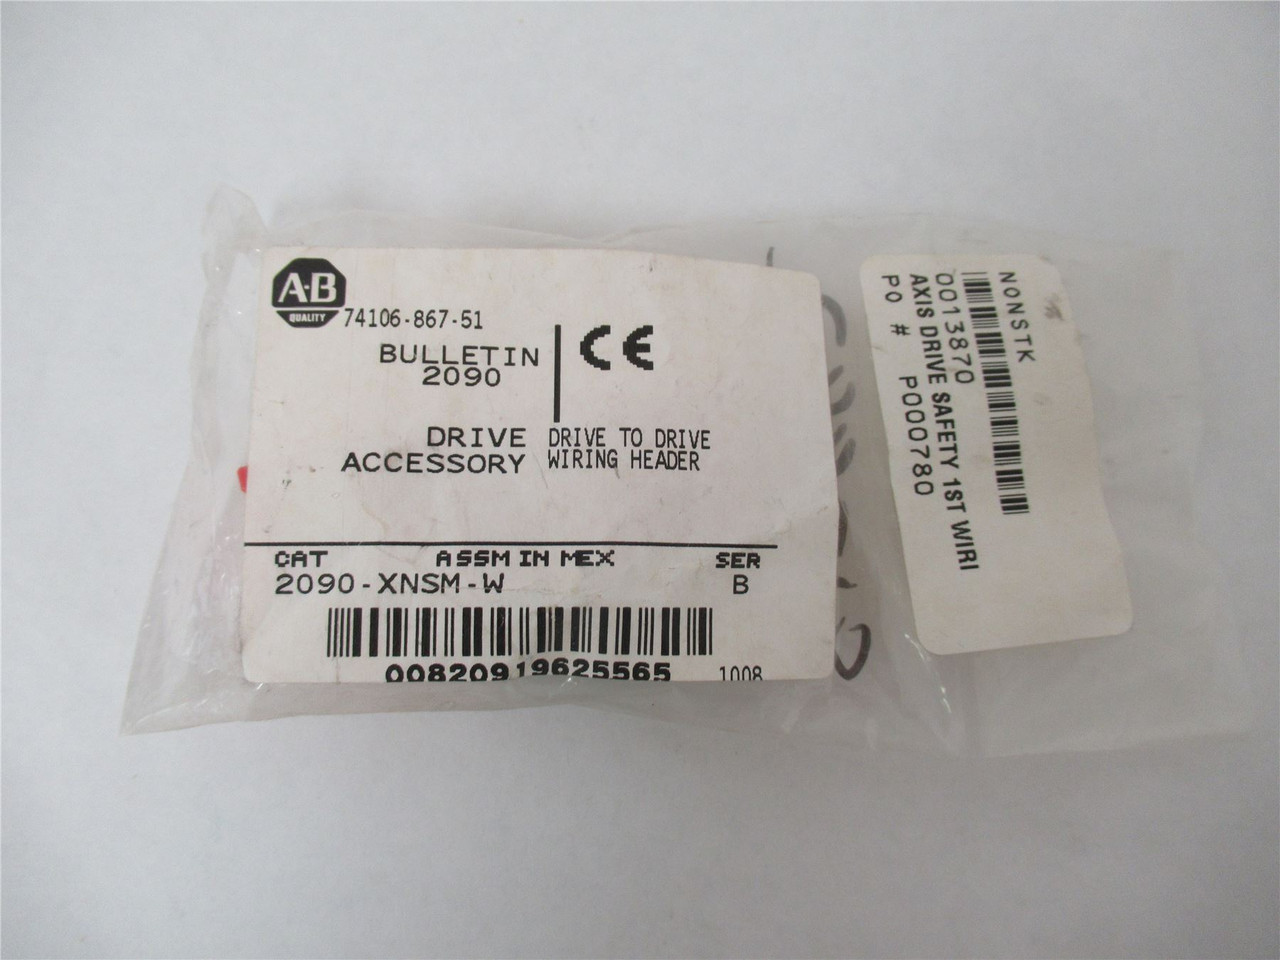 A·B
QUALITY
74106-867-51
BULLETIN
2090
CE
DRIVE
ACCESSORY
DRIVE TO DRIVE
WIRING HEADER
CAT
ASSM IN MEX
SER
2090-XNSM-W
B
00820919625565
1008
NONSTK
0013870
AXIS DRIVE SAFETY 1ST WIRI
PO # P000780